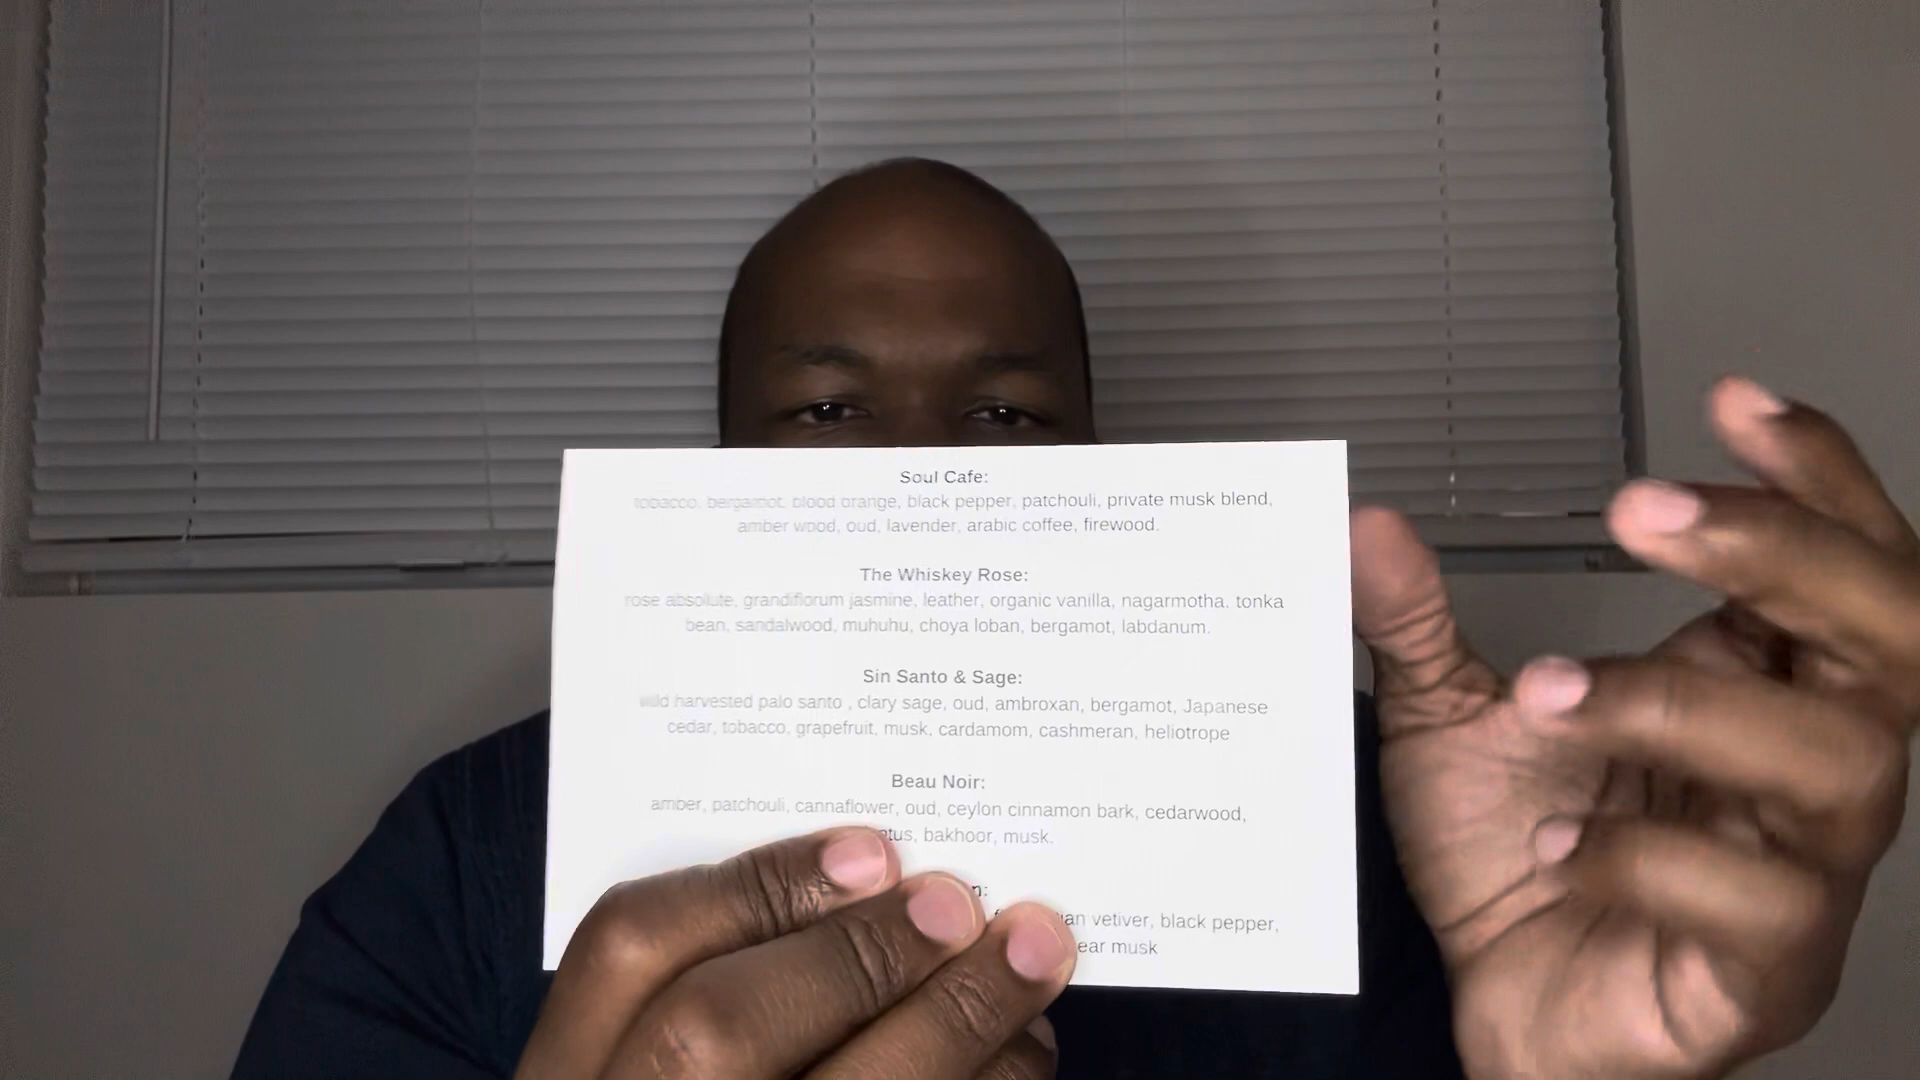 Soul Cafe:
tobacco, bergamot, blood orange, black pepper, patchouli, private musk blend,
amber wood, oud, lavender, arabic coffee, firewood.
The Whiskey Rose:
rose absolute, grandiflorum jasmine, leather, organic vanilla, nagarmotha. tonka
bean, sandalwood, muhuhu, choya loban, bergamot, labdanum.
Sin Santo & Sage:
wild harvested palo santo , clary sage, oud, ambroxan, bergamot, Japanese
cedar, tobacco, grapefruit, musk. cardamom, cashmeran, heliotrope
Beau Noir:
amber, patchouli, cannaflower, oud, ceylon cinnamon bark, cedarwood,
bakhoor, musk.
vetiver, black pepper,
musk